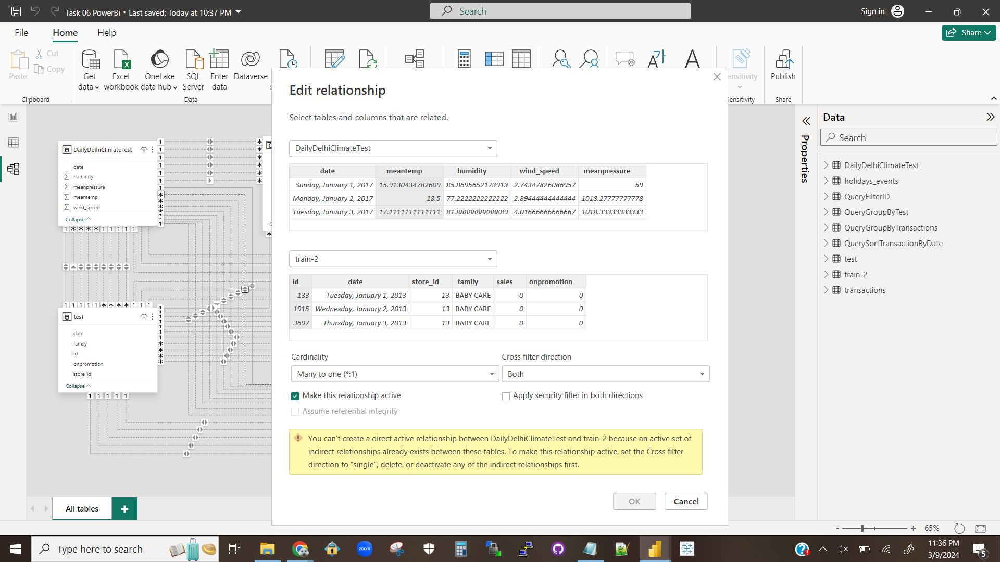 Task 06 PowerBi • Last saved: Today at 10:37 PM
Search
Sign in
File
Home
Help
Share
Paste
Cut
Copy
Clipboard
Get data
Excel workbook
OneLake data hub
SQL Server
Enter data
Dataverse
Data
ensitivity
Sensitivity
Publish
Share
Edit relationship
Select tables and columns that are related.
DailyDelhiClimateTest
date meantemp humidity wind_speed meanpressure
Sunday, January 1, 2017 15.9130434782609 85.8695652173913 2.74347826086957 59
Monday, January 2, 2017 18.5 77.2222222222222 2.89444444444444 1018.27777777778
Tuesday, January 3, 2017 17.1111111111111 81.8888888888889 4.01666666666667 1018.33333333333
train-2
id date store_id family sales onpromotion
133 Tuesday, January 1, 2013 13 BABY CARE 0 0
1915 Wednesday, January 2, 2013 13 BABY CARE 0 0
3697 Thursday, January 3, 2013 13 BABY CARE 0 0
Cardinality
Cross filter direction
Many to one (*:1)
Both
Make this relationship active
Apply security filter in both directions
Assume referential integrity
You can't create a direct active relationship between DailyDelhiClimateTest and train-2 because an active set of
indirect relationships already exists between these tables. To make this relationship active, set the Cross filter
direction to “single”, delete, or deactivate any of the indirect relationships first.
OK
Cancel
DailyDelhiClimateTest
date
humidity
meanpressure
meantemp
wind_speed
Collapse
test
date
family
id
onpromotion
store_id
Collapse
Properties
Data
Search
DailyDelhiClimateTest
holidays_events
QueryFilterID
QueryGroupByTest
QueryGroupByTransactions
QuerySortTransactionByDate
test
train-2
transactions
All tables
65%
Type here to search
zoom
11:36 PM
3/9/2024
5